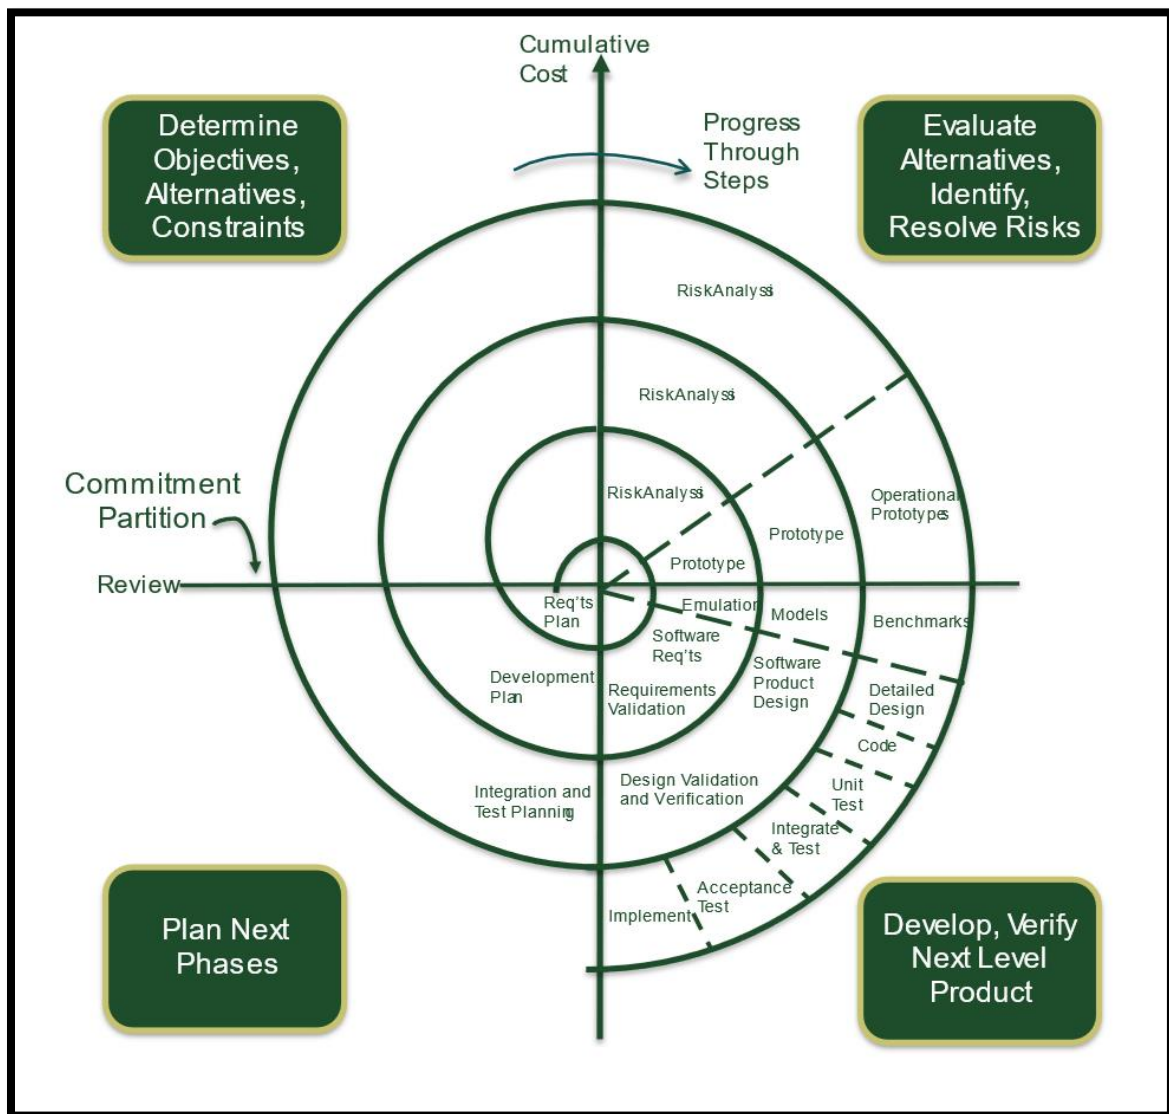 Cumulative
Cost
Progress
Through
Steps
Determine
Objectives,
Alternatives,
Constraints
Evaluate
Alternatives,
Identify,
Resolve Risks
RiskAnalysis
RiskAnalysis
RiskAnalysis
Commitment
Partition
Review
Operational
Prototypes
Prototype
Prototype
Req'ts
Plan
Emulation
Models
Benchmarks
Software
Req'ts
Software
Product
Design
Detailed
Design
Development
Plan
Requirements
Validation
Code
Integration and
Test Planning
Design Validation
and Verification
Unit
Test
Integrate
& Test
Acceptance
Test
Implement
Plan Next
Phases
Develop, Verify
Next Level
Product